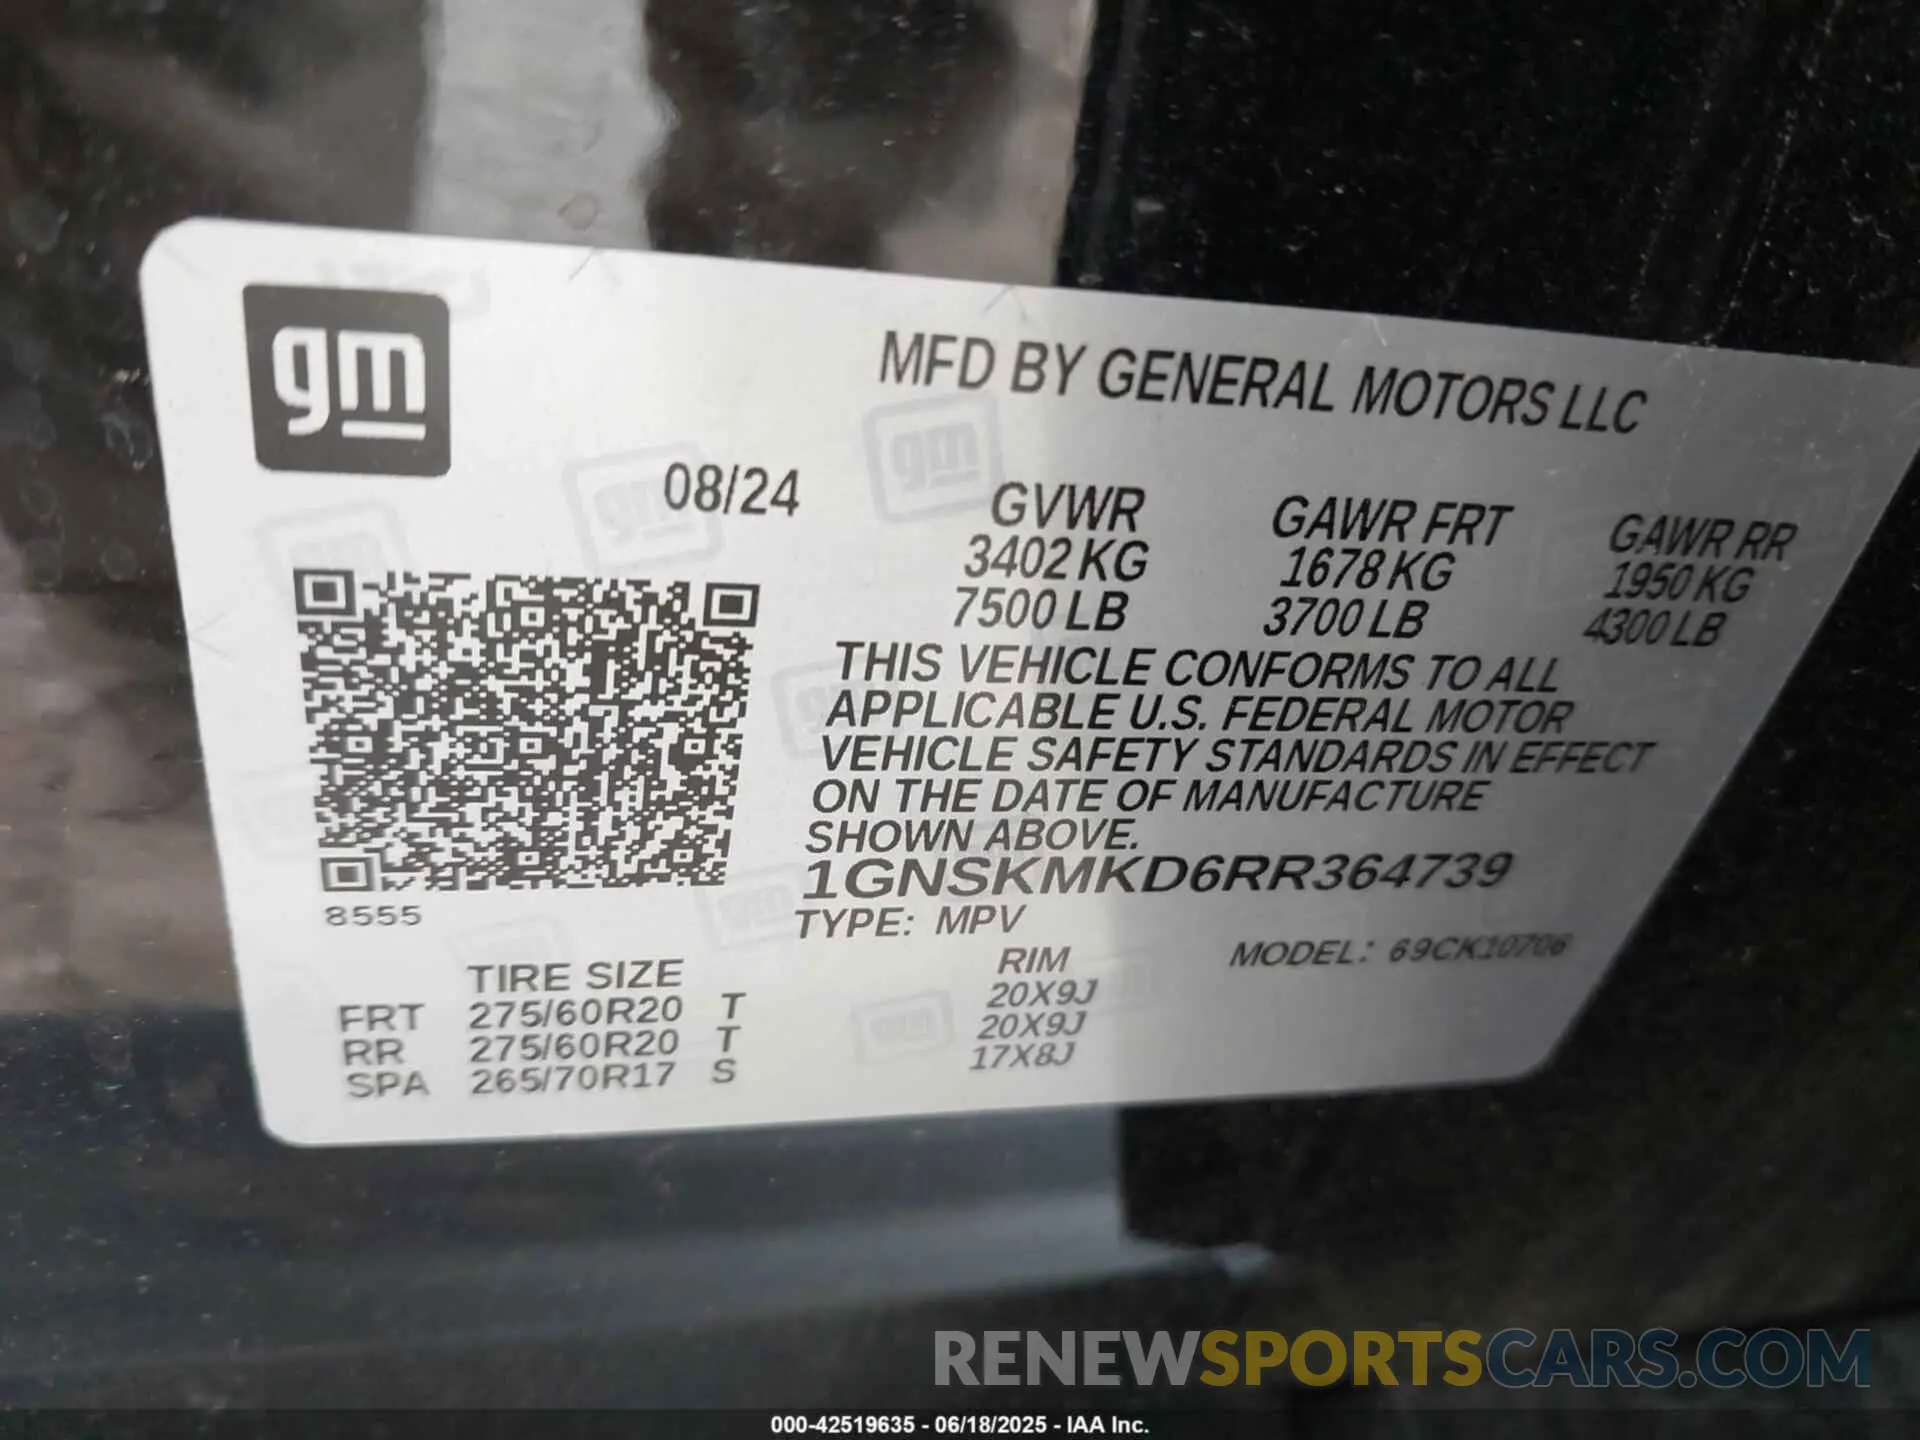 gm
MFD BY GENERAL MOTORS LLC
08/24
GVWR GAWR FRT GAWR RR
3402 KG 1678 KG 1950 KG
7500 LB 3700 LB 4300 LB
THIS VEHICLE CONFORMS TO ALL
APPLICABLE U.S. FEDERAL MOTOR
VEHICLE SAFETY STANDARDS IN EFFECT
ON THE DATE OF MANUFACTURE
SHOWN ABOVE.
1GNSKMKD6RR364739
8555
TYPE: MPV MODEL: 69CK10706
TIRE SIZE RIM
FRT 275/60R20 T 20X9J
RR 275/60R20 T 20X9J
SPA 265/70R17 S 17X8J
RENEWSPORTSCARS.COM
000-42519635 - 06/18/2025 - IAA Inc.